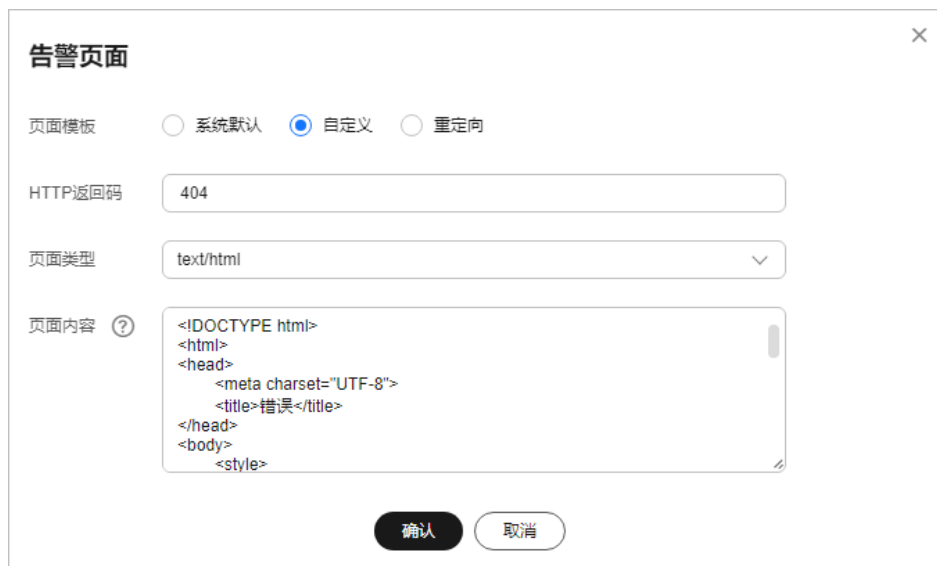 告警页面
页面模板 系统默认 自定义 重定向
HTTP返回码 404
页面类型 text/html
页面内容 ?
<!DOCTYPE html>
<html>
<head>
<meta charset="UTF-8">
<title>错误</title>
</head>
<body>
<style>
确认 取消